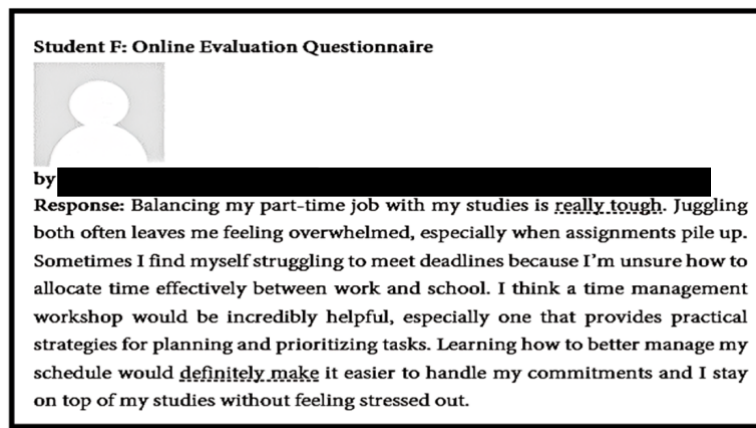 Student F: Online Evaluation Questionnaire
by
Response: Balancing my part-time job with my studies is really tough. Juggling
both often leaves me feeling overwhelmed, especially when assignments pile up.
Sometimes I find myself struggling to meet deadlines because I'm unsure how to
allocate time effectively between work and school. I think a time management
workshop would be incredibly helpful, especially one that provides practical
strategies for planning and prioritizing tasks. Learning how to better manage my
schedule would definitely make it easier to handle my commitments and I stay
on top of my studies without feeling stressed out.